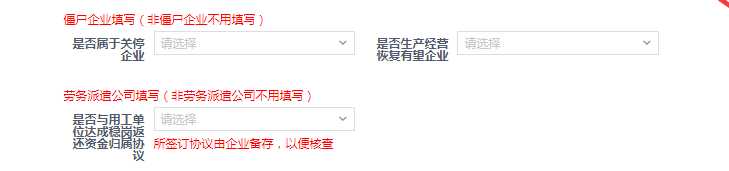 僵尸企业填写（非僵尸企业不用填写）
是否属于关停企业 请选择 是否生产经营恢复有望企业 请选择
劳务派遣公司填写（非劳务派遣公司不用填写）
是否与用工单位达成稳岗返还资金归属协议 请选择
所签订协议由企业备存，以便核查